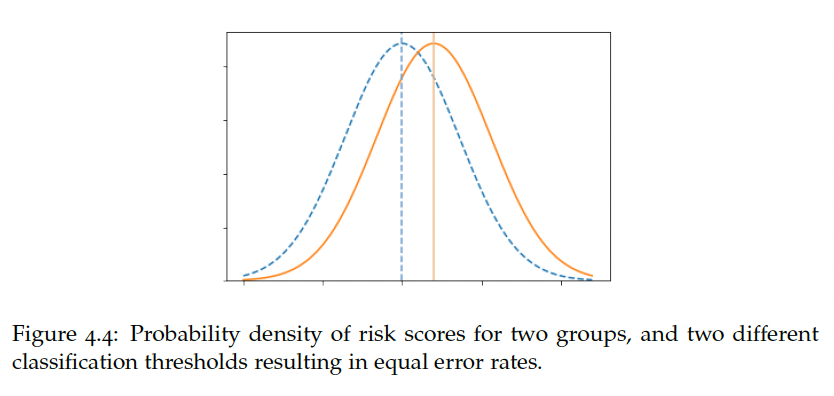 Figure 4.4: Probability density of risk scores for two groups, and two different
classification thresholds resulting in equal error rates.